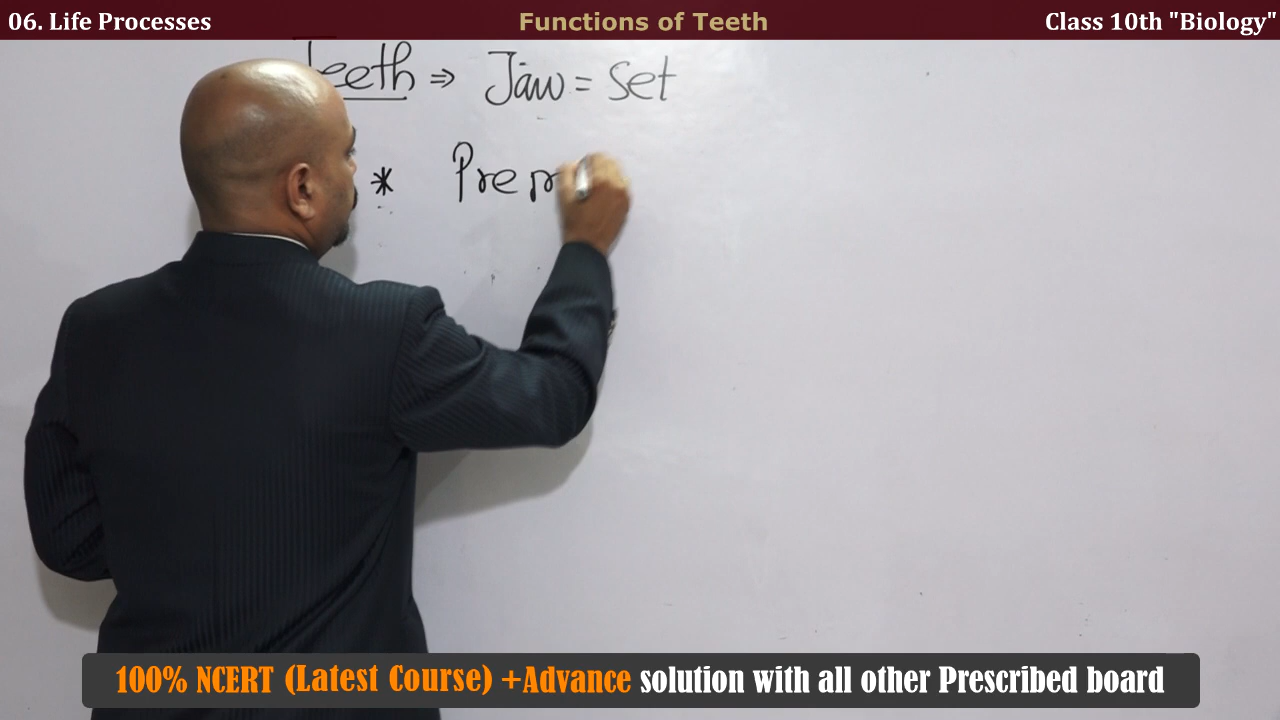 06. Life Processes
Functions of Teeth
Class 10th "Biology"
Teeth ⇒ Jaw = Set
*
100% NCERT (Latest Course) +Advance solution with all other Prescribed board